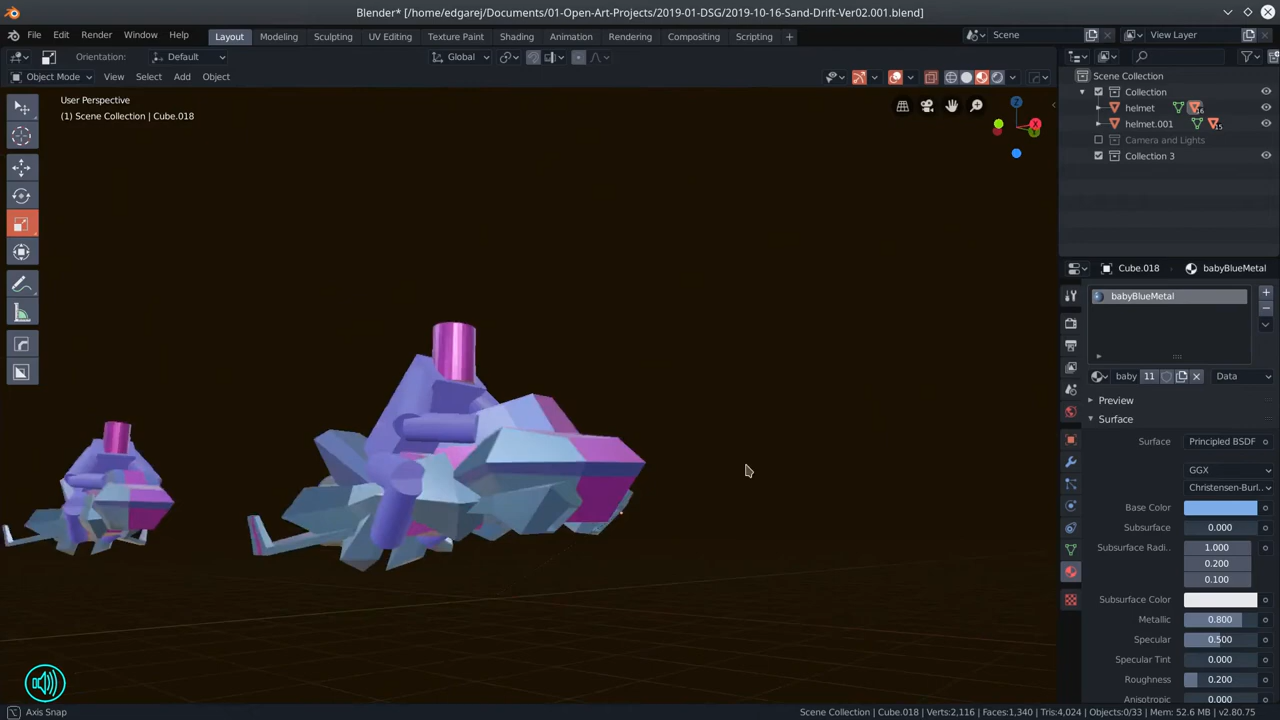 Blender* [/home/edgarej/Documents/01-Open-Art-Projects/2019-01-DSG/2019-10-16-Sand-Drift-Ver02.001.blend]
File Edit Render Window Help Layout Modeling Sculpting UV Editing Texture Paint Shading Animation Rendering Compositing Scripting + Scene View Layer
Orientation: Default Global
Object Mode View Select Add Object
User Perspective
(1) Scene Collection | Cube.018
Z
X
Y
Scene Collection
Collection
helmet 16
helmet.001 15
Camera and Lights
Collection 3
Cube.018 babyBlueMetal
babyBlueMetal
baby 11 Data
Preview
Surface
Surface Principled BSDF
GGX
Christensen-Burl..
Base Color
Subsurface 0.000
Subsurface Radi.. 1.000
0.200
0.100
Subsurface Color
Metallic 0.800
Specular 0.500
Specular Tint 0.000
Roughness 0.200
Anisotropic 0.000
Axis Snap
Scene Collection | Cube.018 | Verts:2,116 | Faces:1,340 | Tris:4,024 | Objects:0/33 | Mem: 52.6 MB | v2.80.75